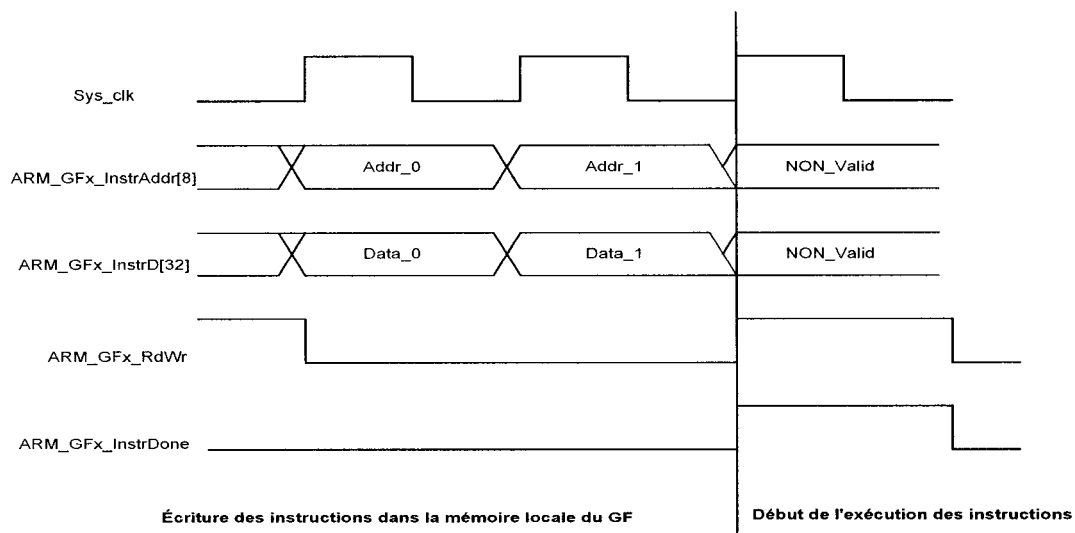 Sys_clk
ARM_GFx_InstrAddr[8] Addr_0 Addr_1 NON_Valid
ARM_GFx_InstrD[32] Data_0 Data_1 NON_Valid
ARM_GFx_RdWr
ARM_GFx_InstrDone
Écriture des instructions dans la mémoire locale du GF Début de l'exécution des instructions